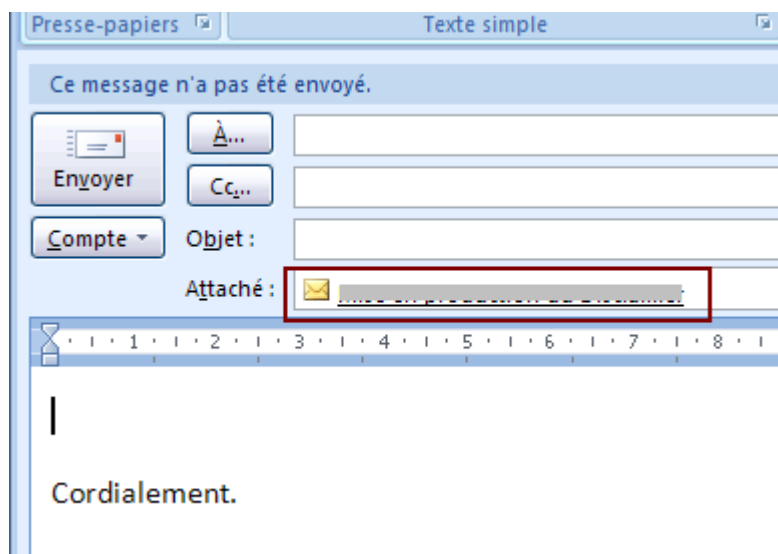 Presse-papiers Texte simple
Ce message n'a pas été envoyé.
Envoyer
À...
Cc...
Compte Objet :
Attaché :
1 2 3 4 5 6 7 8
Cordialement.